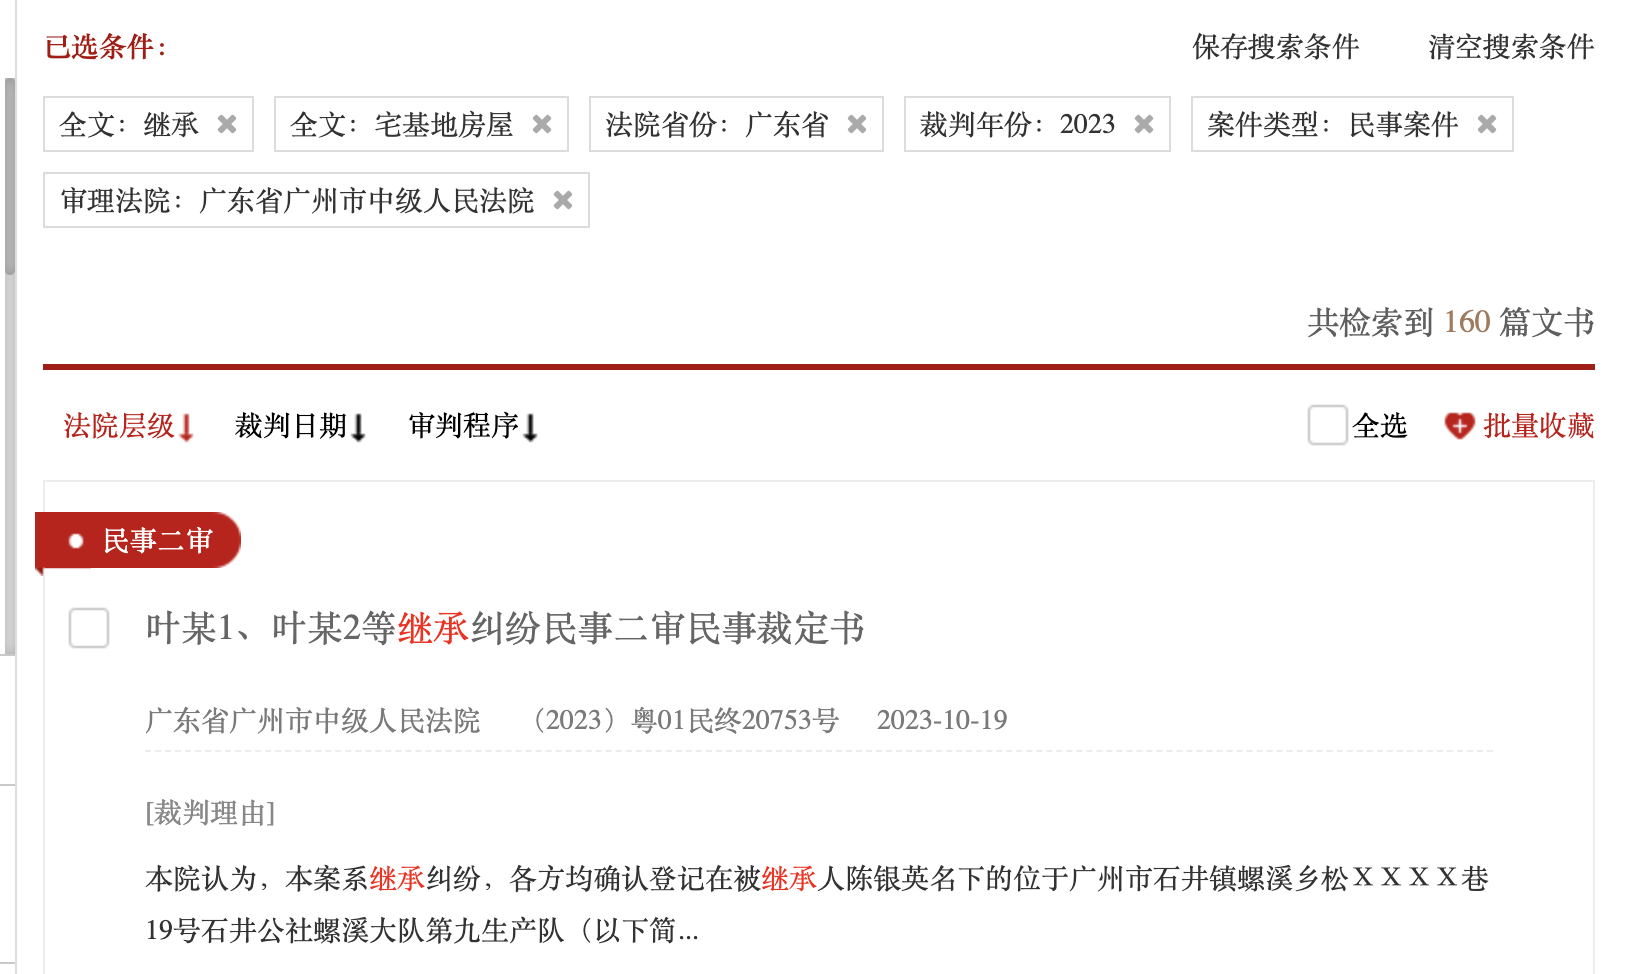 已选条件：
保存搜索条件 清空搜索条件
全文：继承 ✖ 全文：宅基地房屋 ✖ 法院省份：广东省 ✖ 裁判年份：2023 ✖ 案件类型：民事案件 ✖
审理法院：广东省广州市中级人民法院 ✖
共检索到 160 篇文书
法院层级↓ 裁判日期↓ 审判程序↓ 全选 批量收藏
民事二审
叶某1、叶某2等继承纠纷民事二审民事裁定书
广东省广州市中级人民法院 （2023）粤01民终20753号 2023-10-19
[裁判理由]
本院认为，本案系继承纠纷，各方均确认登记在被继承人陈银英名下的位于广州市石井镇螺溪乡松ＸＸＸＸ巷
19号石井公社螺溪大队第九生产队（以下简...